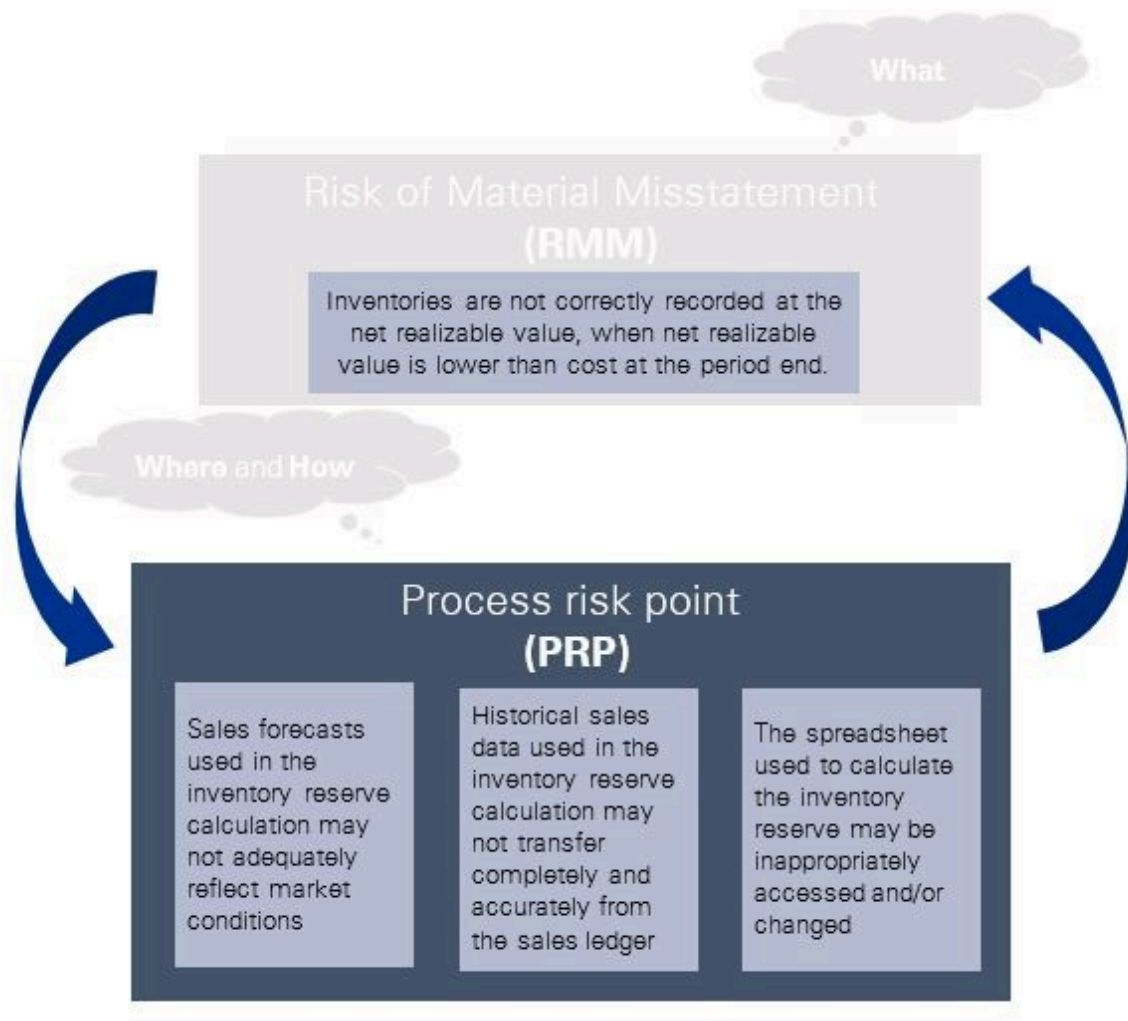 What
Risk of Material Misstatement
(RMM)
Inventories are not correctly recorded at the
net realizable value, when net realizable
value is lower than cost at the period end.
Where and How
Process risk point
(PRP)
Sales forecasts
used in the
inventory reserve
calculation may
not adequately
reflect market
conditions
Historical sales
data used in the
inventory reserve
calculation may
not transfer
completely and
accurately from
the sales ledger
The spreadsheet
used to calculate
the inventory
reserve may be
inappropriately
accessed and/or
changed